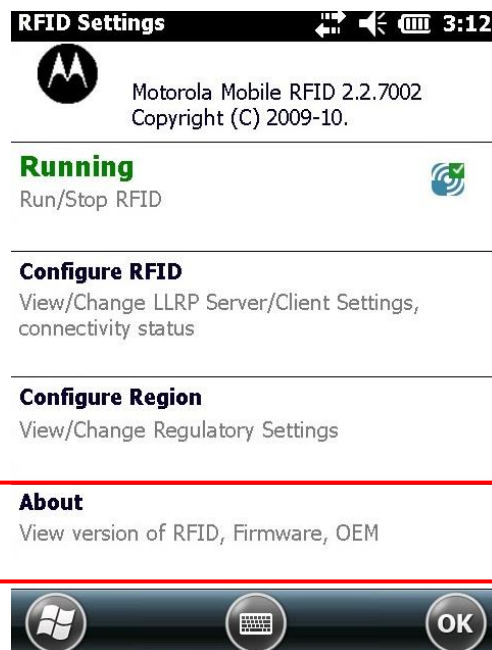 RFID Settings 3:12
Motorola Mobile RFID 2.2.7002
Copyright (C) 2009-10.
Running
Run/Stop RFID
Configure RFID
View/Change LLRP Server/Client Settings,
connectivity status
Configure Region
View/Change Regulatory Settings
About
View version of RFID, Firmware, OEM
OK